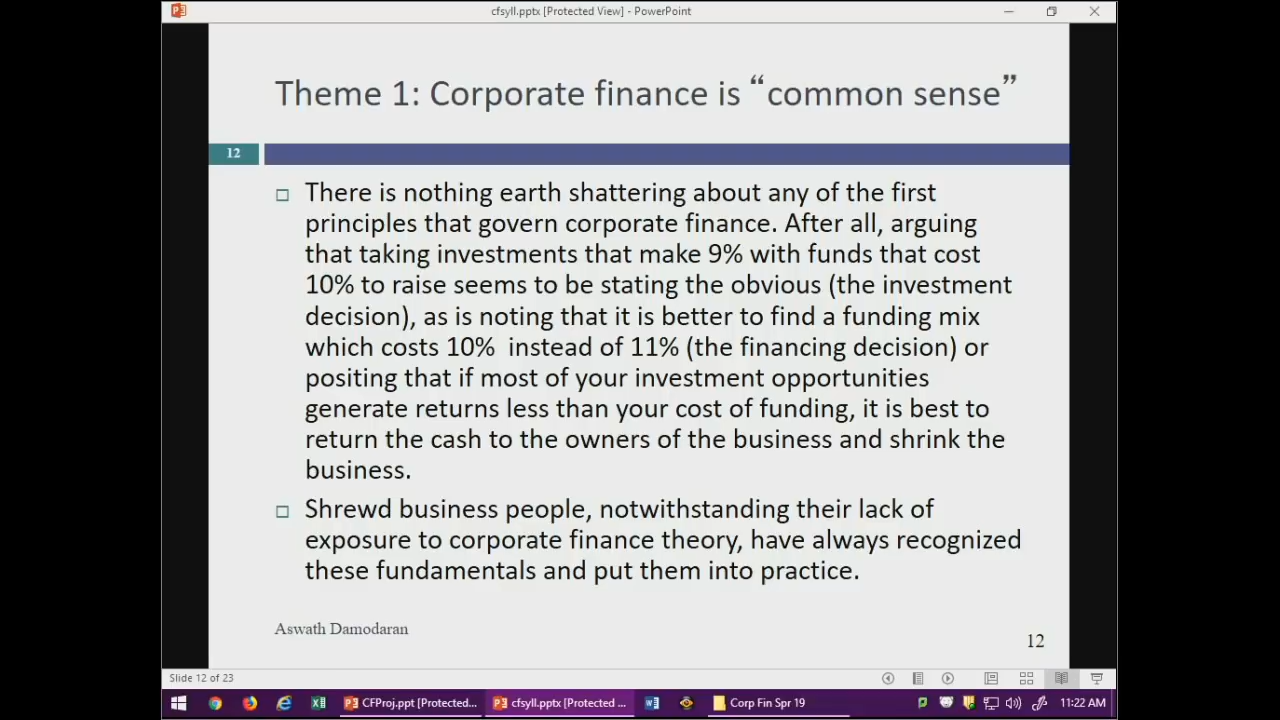 cfsyll.pptx [Protected View] - PowerPoint
Theme 1: Corporate finance is “common sense”
12
There is nothing earth shattering about any of the first
principles that govern corporate finance. After all, arguing
that taking investments that make 9% with funds that cost
10% to raise seems to be stating the obvious (the investment
decision), as is noting that it is better to find a funding mix
which costs 10% instead of 11% (the financing decision) or
positing that if most of your investment opportunities
generate returns less than your cost of funding, it is best to
return the cash to the owners of the business and shrink the
business.
Shrewd business people, notwithstanding their lack of
exposure to corporate finance theory, have always recognized
these fundamentals and put them into practice.
Aswath Damodaran
12
Slide 12 of 23
CFProj.ppt [Protected...
cfsyll.pptx [Protected ...
Corp Fin Spr 19
11:22 AM